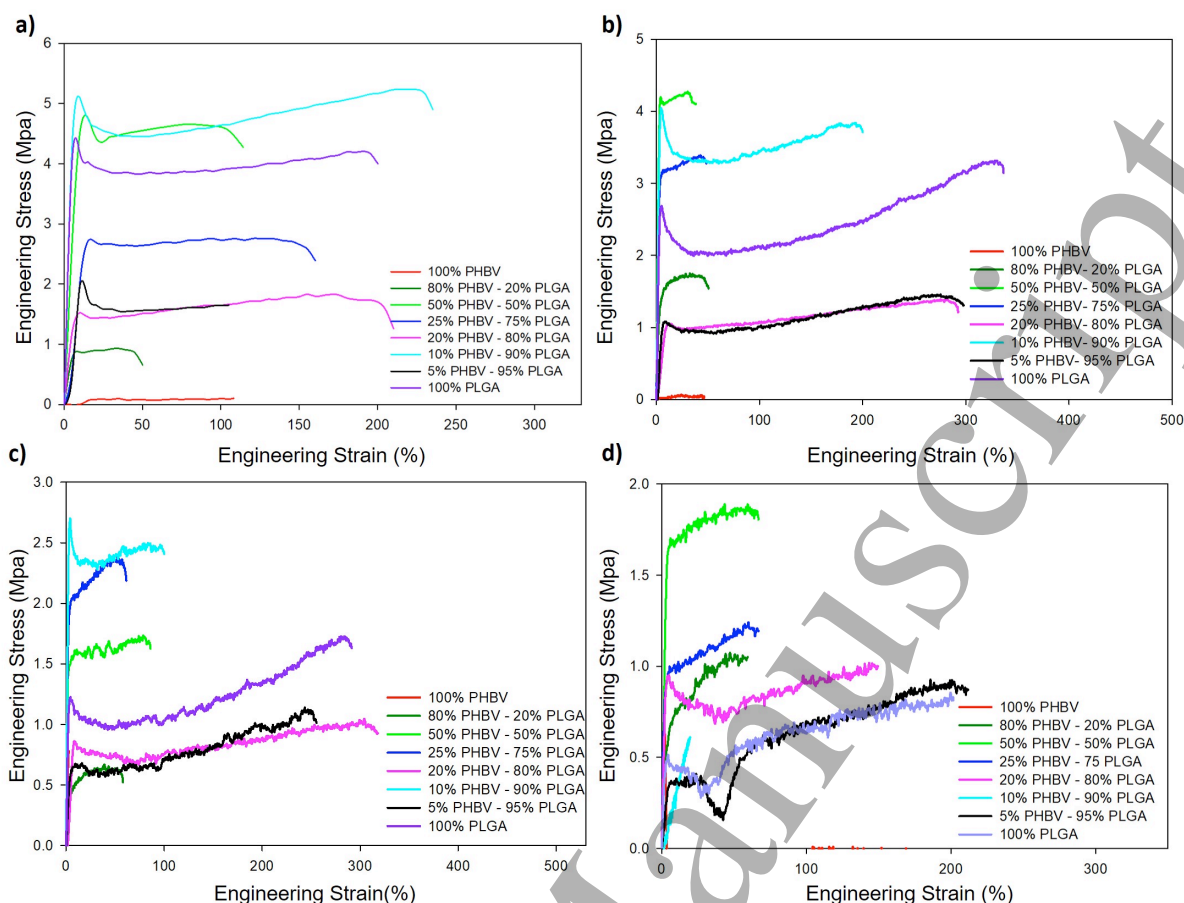 a)
6
5
4
3
2
1
0
Engineering Stress (Mpa)
0 50 100 150 200 250 300
Engineering Strain (%)
100% PHBV
80% PHBV - 20% PLGA
50% PHBV - 50% PLGA
25% PHBV - 75% PLGA
20% PHBV - 80% PLGA
10% PHBV - 90% PLGA
5% PHBV - 95% PLGA
100% PLGA
b)
5
4
3
2
1
0
Engineering Stress (Mpa)
0 100 200 300 400 500
Engineering Strain (%)
100% PHBV
80% PHBV- 20% PLGA
50% PHBV- 50% PLGA
25% PHBV- 75% PLGA
20% PHBV- 80% PLGA
10% PHBV- 90% PLGA
5% PHBV- 95% PLGA
100% PLGA
c)
3.0
2.5
2.0
1.5
1.0
0.5
0.0
Engineering Stress (Mpa)
0 100 200 300 400 500
Engineering Strain(%)
100% PHBV
80% PHBV - 20% PLGA
50% PHBV - 50% PLGA
25% PHBV - 75% PLGA
20% PHBV - 80% PLGA
10% PHBV - 90% PLGA
5% PHBV - 95% PLGA
100% PLGA
d)
2.0
1.5
1.0
0.5
0.0
Engineering Stress (Mpa)
0 100 200 300
Engineering Strain (%)
100% PHBV
80% PHBV - 20% PLGA
50% PHBV - 50% PLGA
25% PHBV - 75 PLGA
20% PHBV - 80% PLGA
10% PHBV - 90% PLGA
5% PHBV - 95% PLGA
100% PLGA
anuscript